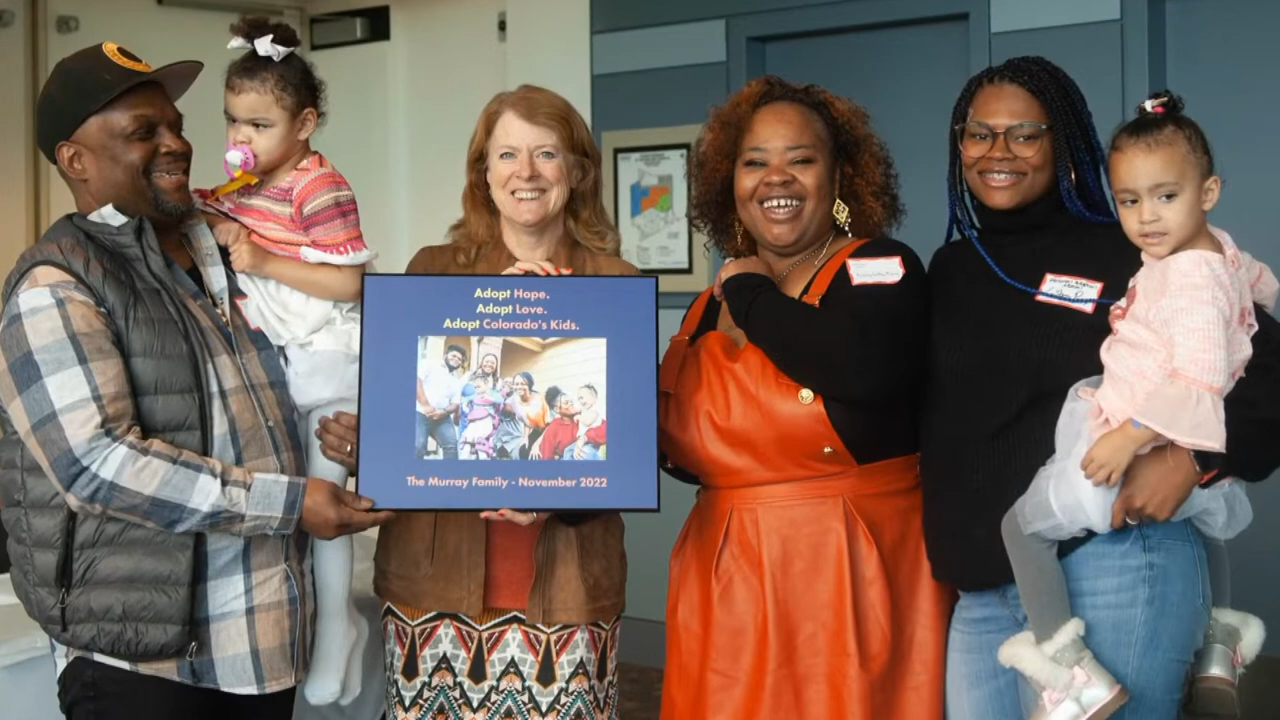 Adopt Hope.
Adopt Love.
Adopt Colorado's Kids.
The Murray Family - November 2022